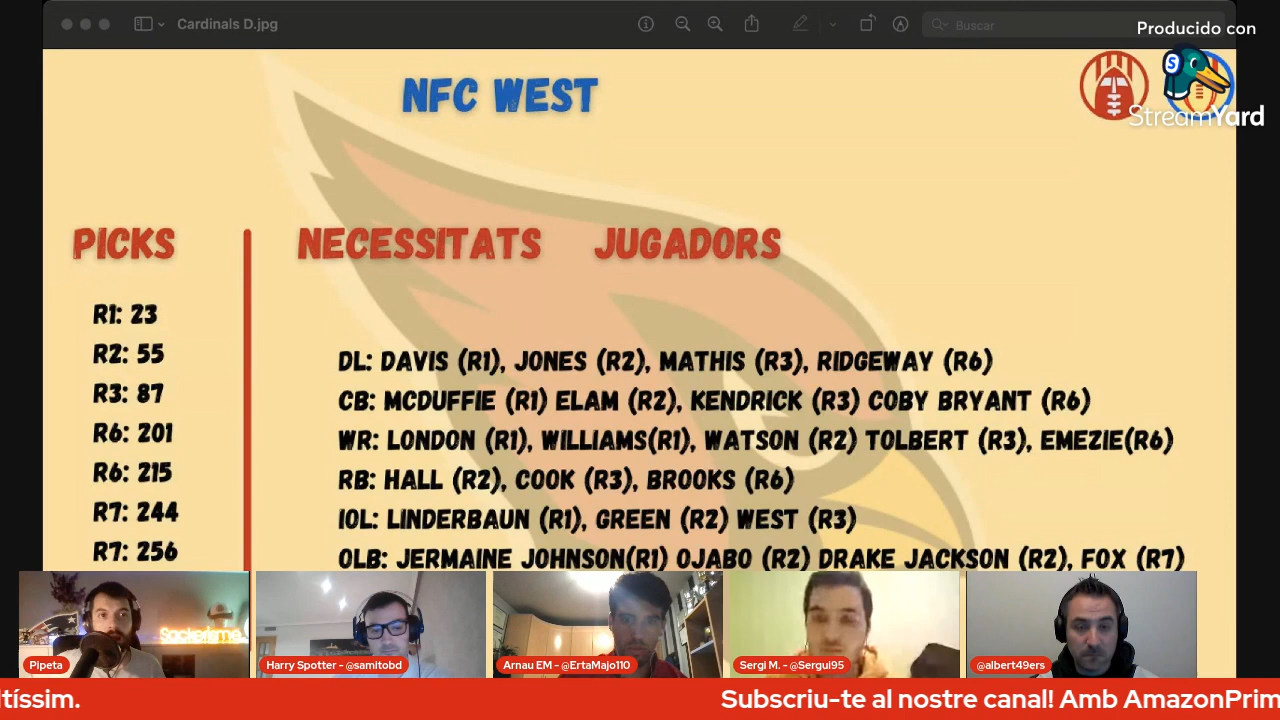 Cardinals D.jpg
Buscar
Producido con
StreamYard
NFC WEST
PICKS
NECESSITATS
JUGADORS
R1: 23
R2: 55
R3: 87
R6: 201
R6: 215
R7: 244
R7: 256
DL: DAVIS (R1), JONES (R2), MATHIS (R3), RIDGEWAY (R6)
CB: MCDUFFIE (R1) ELAM (R2), KENDRICK (R3) COBY BRYANT (R6)
WR: LONDON (R1), WILLIAMS(R1), WATSON (R2) TOLBERT (R3), EMEZIE(R6)
RB: HALL (R2), COOK (R3), BROOKS (R6)
IOL: LINDERBAUN (R1), GREEN (R2) WEST (R3)
OLB: JERMAINE JOHNSON(R1) OJABO (R2) DRAKE JACKSON (R2), FOX (R7)
Sackerisme
Pipeta
Harry Spotter - @samitobd
Arnau EM - @ErtaMajo110
Sergi M. - @Sergui95
@albert49ers
ltíssim.
Subscriu-te al nostre canal! Amb AmazonPrim